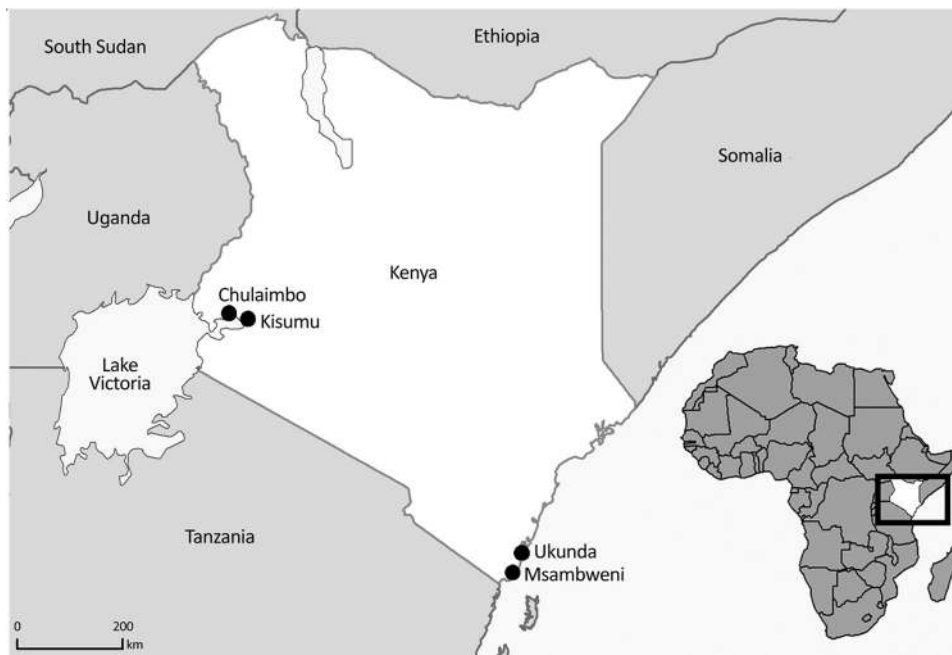 South Sudan
Ethiopia
Somalia
Uganda
Kenya
Chulaimbo
Kisumu
Lake
Victoria
Tanzania
Ukunda
Msambweni
0
200
km